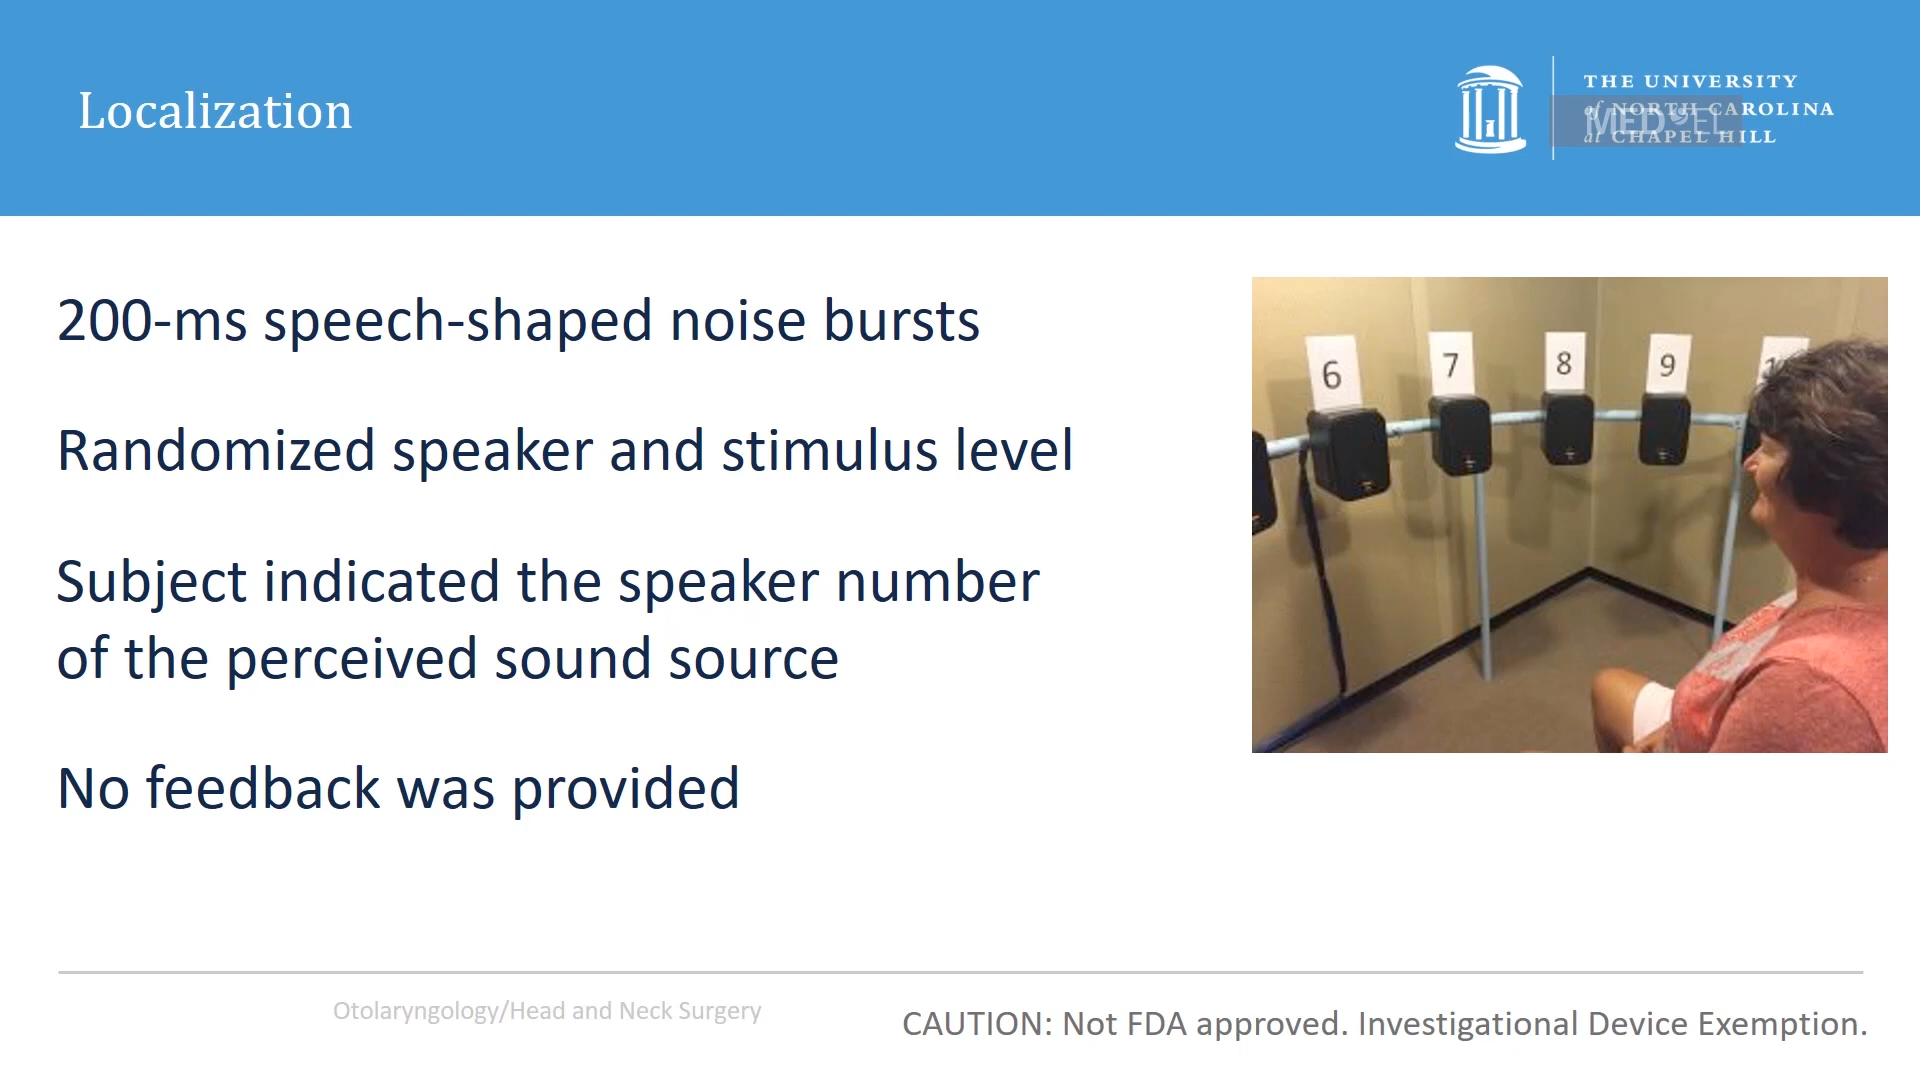 Localization
THE UNIVERSITY
of NORTH CAROLINA
at CHAPEL HILL
MED-EL
200-ms speech-shaped noise bursts
Randomized speaker and stimulus level
Subject indicated the speaker number
of the perceived sound source
No feedback was provided
6 7 8 9
Otolaryngology/Head and Neck Surgery
CAUTION: Not FDA approved. Investigational Device Exemption.